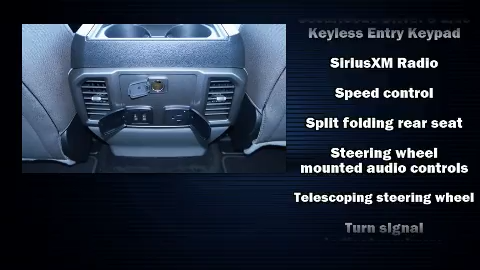 Keyless Entry Keypad
SiriusXM Radio
Speed control
Split folding rear seat
Steering wheel
mounted audio controls
Telescoping steering wheel
Turn signal